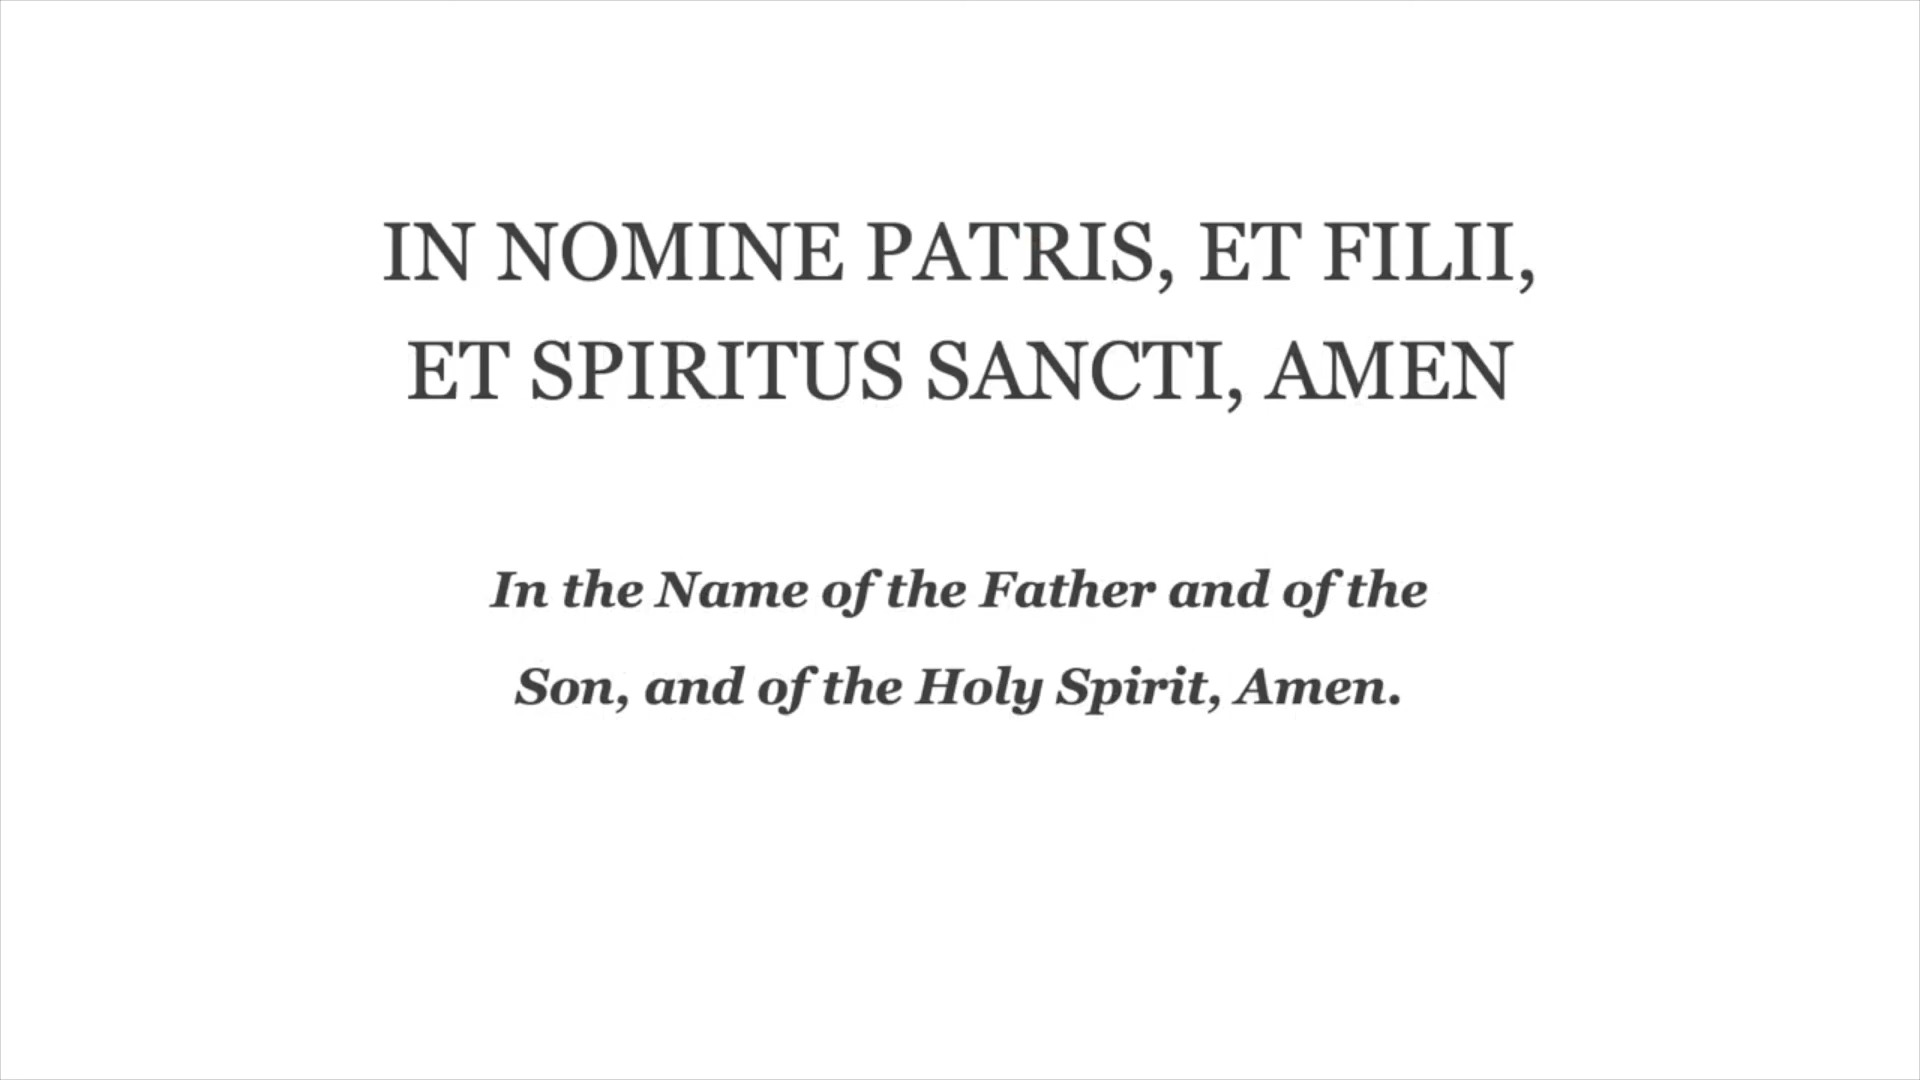 IN NOMINE PATRIS, ET FILII,
ET SPIRITUS SANCTI, AMEN
In the Name of the Father and of the
Son, and of the Holy Spirit, Amen.